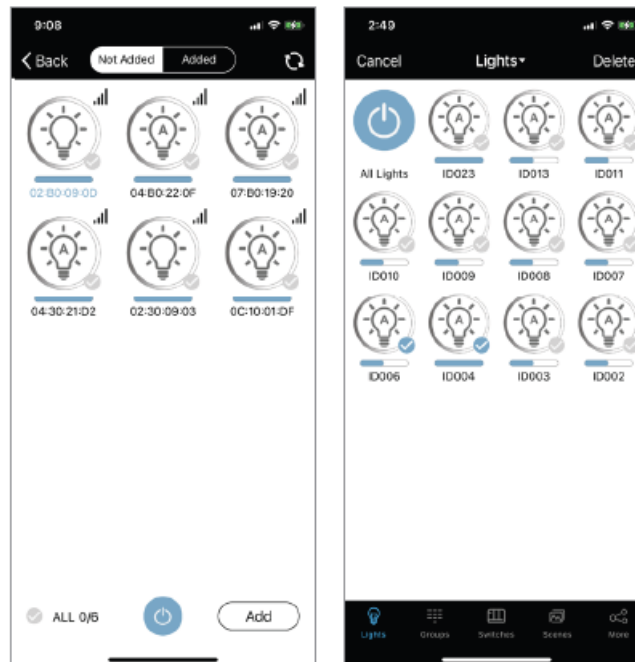 9:08
Back Not Added Added
02:B0:09:0D 04:B0:22:0F 07:B0:19:20
04:30:21:D2 02:30:09:03 0C:10:01:DF
ALL 0/6 Add
2:49
Cancel Lights Delete
All Lights ID023 ID013 ID011
ID010 ID009 ID008 ID007
ID006 ID004 ID003 ID002
Lights Groups Switches Scenes More